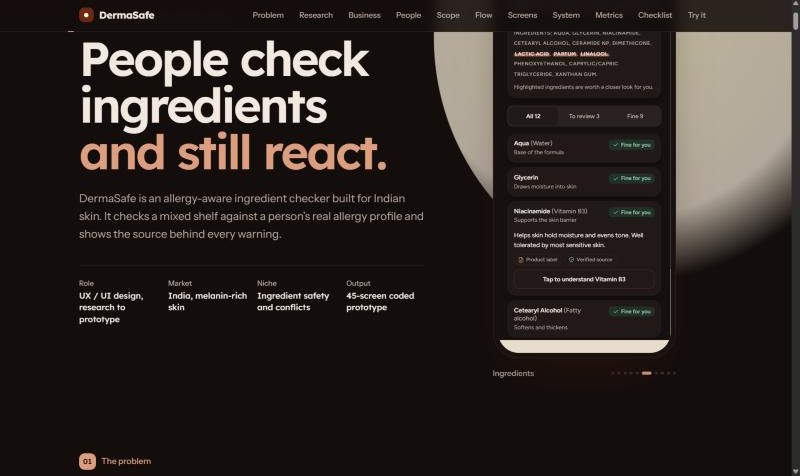 DermaSafe
Problem Research Business People Scope Flow Screens System Metrics Checklist Try it
People check
ingredients
and still react.
DermaSafe is an allergy-aware ingredient checker built for Indian
skin. It checks a mixed shelf against a person's real allergy profile and
shows the source behind every warning.
Role
UX / UI design,
research to
prototype
Market
India, melanin-rich
skin
Niche
Ingredient safety
and conflicts
Output
45-screen coded
prototype
INGREDIENTS: AQUA, GLYCERIN, NIACINAMIDE,
CETEARYL ALCOHOL, CERAMIDE NP, DIMETHICONE,
LACTIC ACID, PARFUM, LINALOOL,
PHENOXYETHANOL, CAPRYLIC/CAPRIC
TRIGLYCERIDE, XANTHAN GUM.
Highlighted ingredients are worth a closer look for you.
All 12 To review 3 Fine 9
Aqua (Water) Fine for you
Base of the formula
Glycerin Fine for you
Draws moisture into skin
Niacinamide (Vitamin B3) Fine for you
Supports the skin barrier
Helps skin hold moisture and evens tone. Well
tolerated by most sensitive skin.
Product label Verified source
Tap to understand Vitamin B3
Cetearyl Alcohol (Fatty Fine for you
alcohol)
Softens and thickens
Ingredients
01 The problem